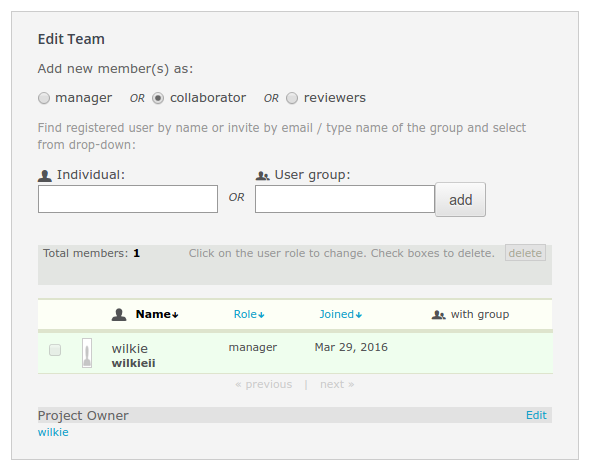 Edit Team
Add new member(s) as:
manager OR collaborator OR reviewers
Find registered user by name or invite by email / type name of the group and select
from drop-down:
Individual: User group:
OR add
Total members: 1 Click on the user role to change. Check boxes to delete. delete
Name↓ Role↓ Joined↓ with group
wilkie manager Mar 29, 2016
wilkieii
« previous | next »
Project Owner Edit
wilkie